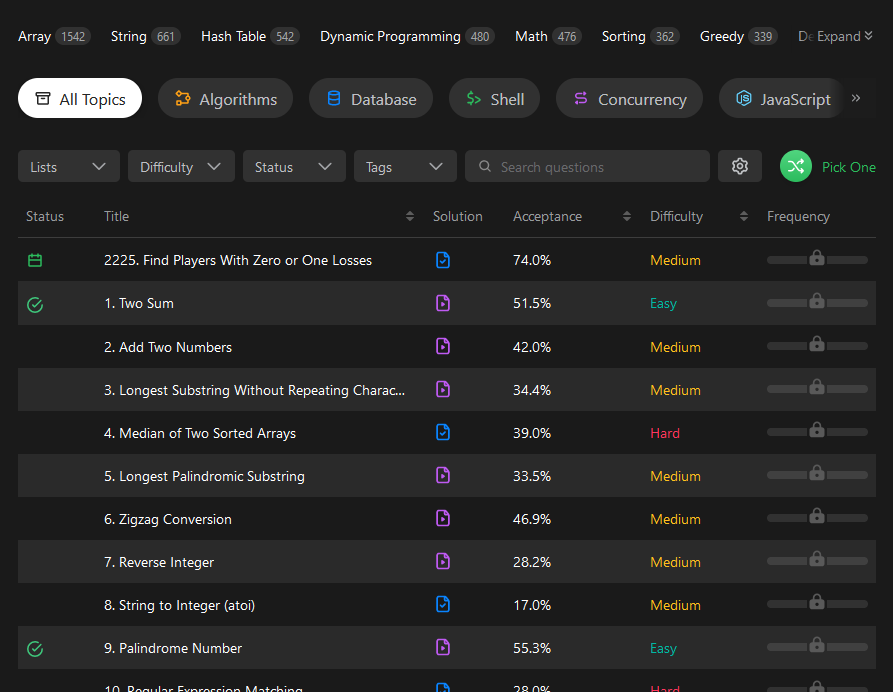 Array 1542 String 661 Hash Table 542 Dynamic Programming 480 Math 476 Sorting 362 Greedy 339 Expand
All Topics Algorithms Database Shell Concurrency JavaScript
Lists Difficulty Status Tags Search questions Pick One
Status Title Solution Acceptance Difficulty Frequency
2225. Find Players With Zero or One Losses 74.0% Medium
1. Two Sum 51.5% Easy
2. Add Two Numbers 42.0% Medium
3. Longest Substring Without Repeating Charac... 34.4% Medium
4. Median of Two Sorted Arrays 39.0% Hard
5. Longest Palindromic Substring 33.5% Medium
6. Zigzag Conversion 46.9% Medium
7. Reverse Integer 28.2% Medium
8. String to Integer (atoi) 17.0% Medium
9. Palindrome Number 55.3% Easy
10. Regular Expression Matching 28.0% Hard